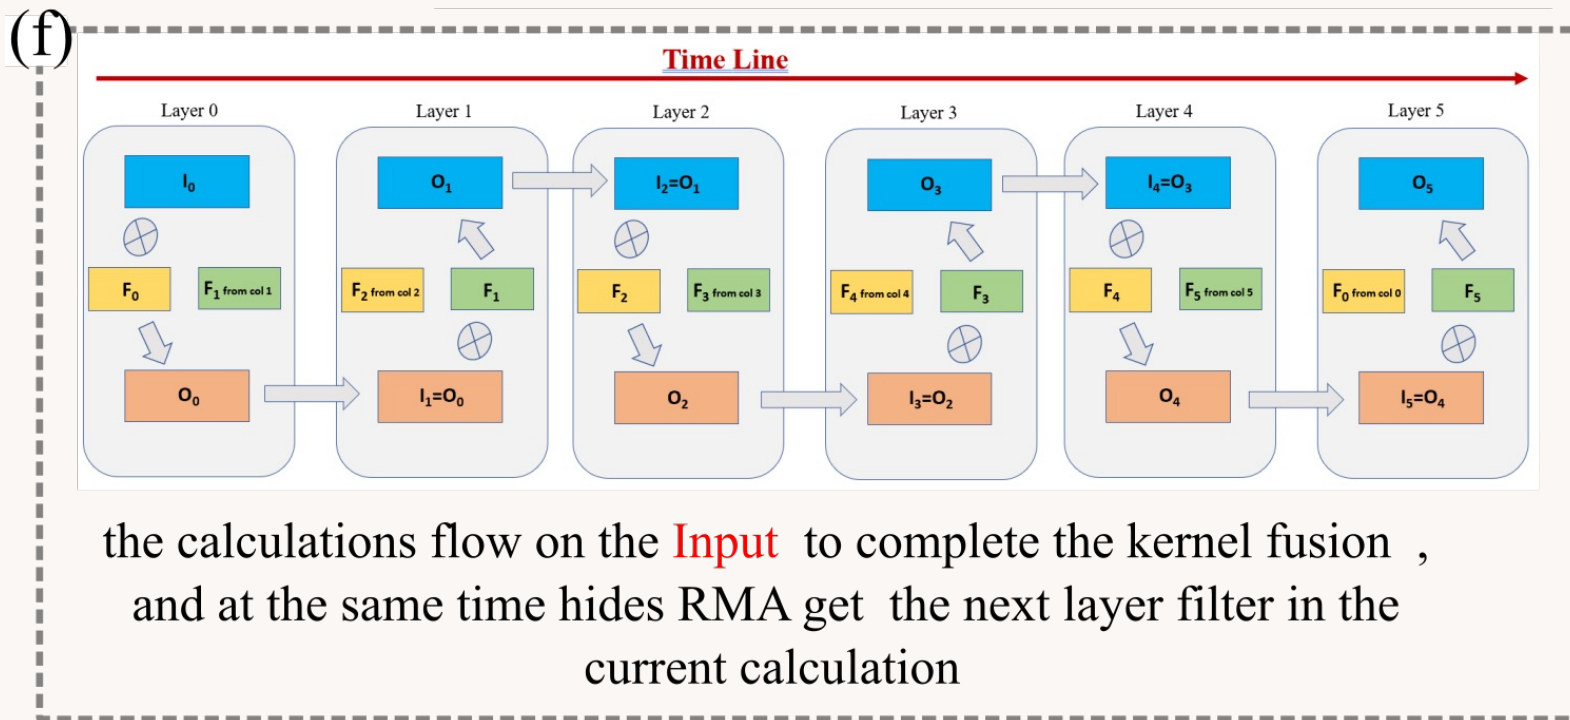 (f)
Time Line
Layer 0 Layer 1 Layer 2 Layer 3 Layer 4 Layer 5
I₀ O₁ I₂=O₁ O₃ I₄=O₃ O₅
F₀ F₁ from col 1 F₂ from col 2 F₁ F₂ F₃ from col 3 F₄ from col 4 F₃ F₄ F₅ from col 5 F₀ from col 0 F₅
O₀ I₁=O₀ O₂ I₃=O₂ O₄ I₅=O₄
the calculations flow on the Input to complete the kernel fusion ,
and at the same time hides RMA get the next layer filter in the
current calculation